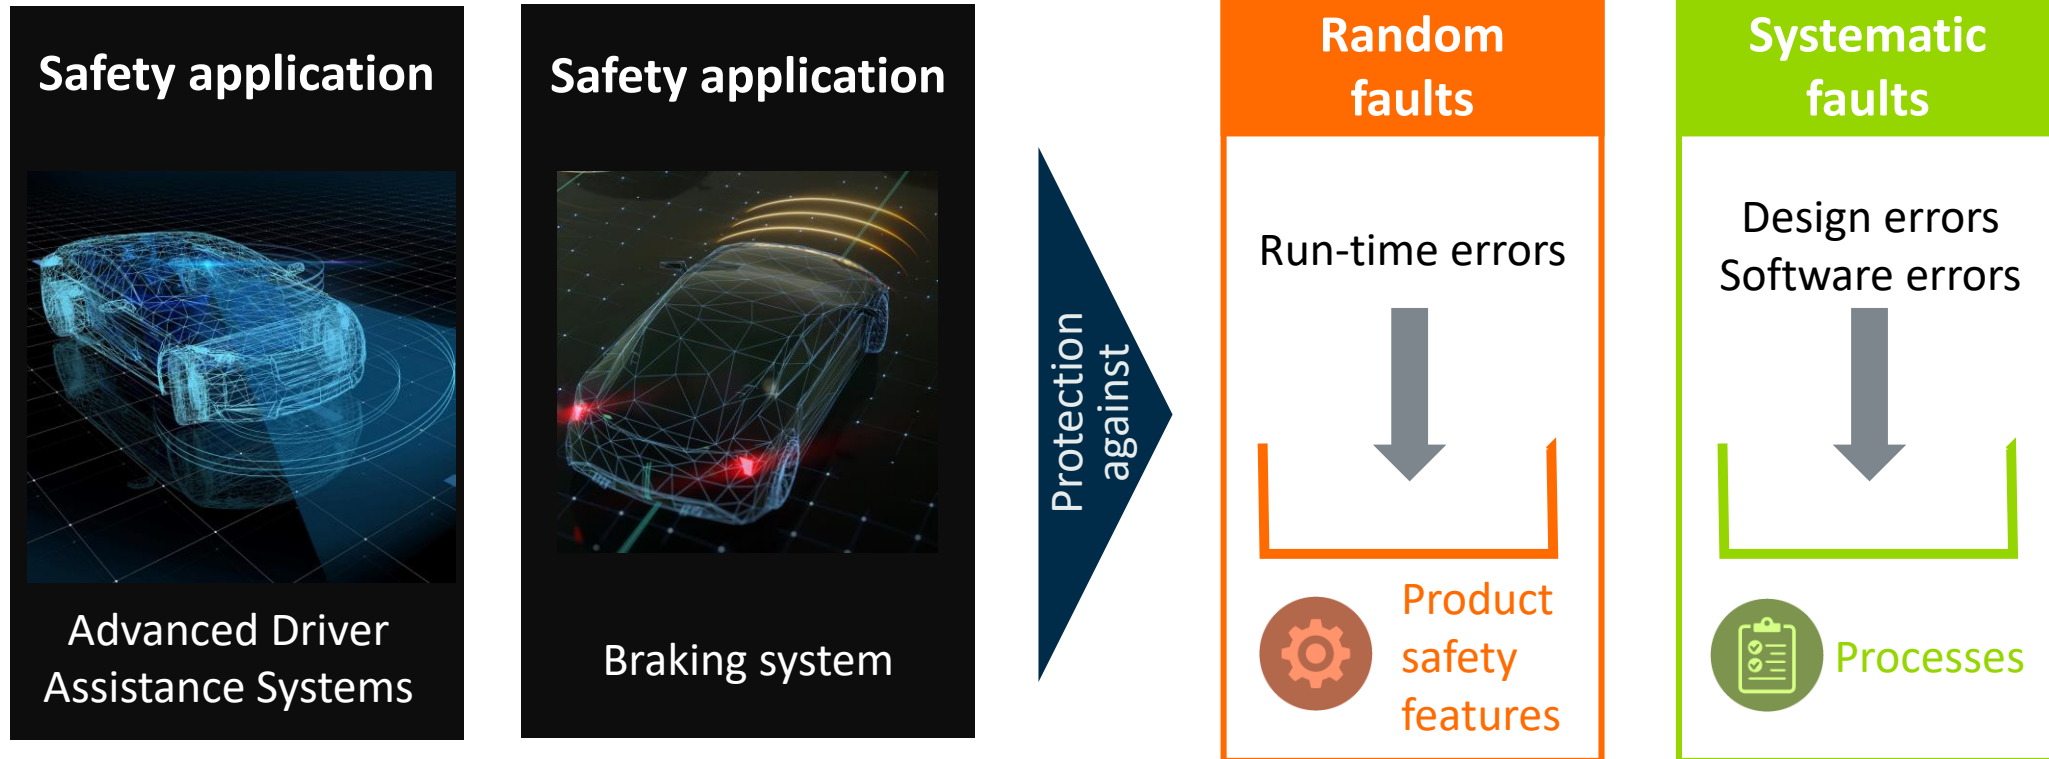 Safety application
Advanced Driver
Assistance Systems
Safety application
Braking system
Protection
against
Random
faults
Run-time errors
Product
safety
features
Systematic
faults
Design errors
Software errors
Processes